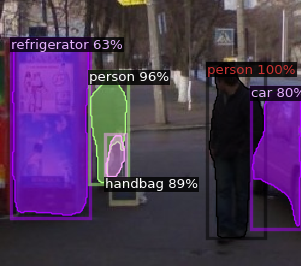 refrigerator 63%
person 96%
person 100%
car 80%
handbag 89%